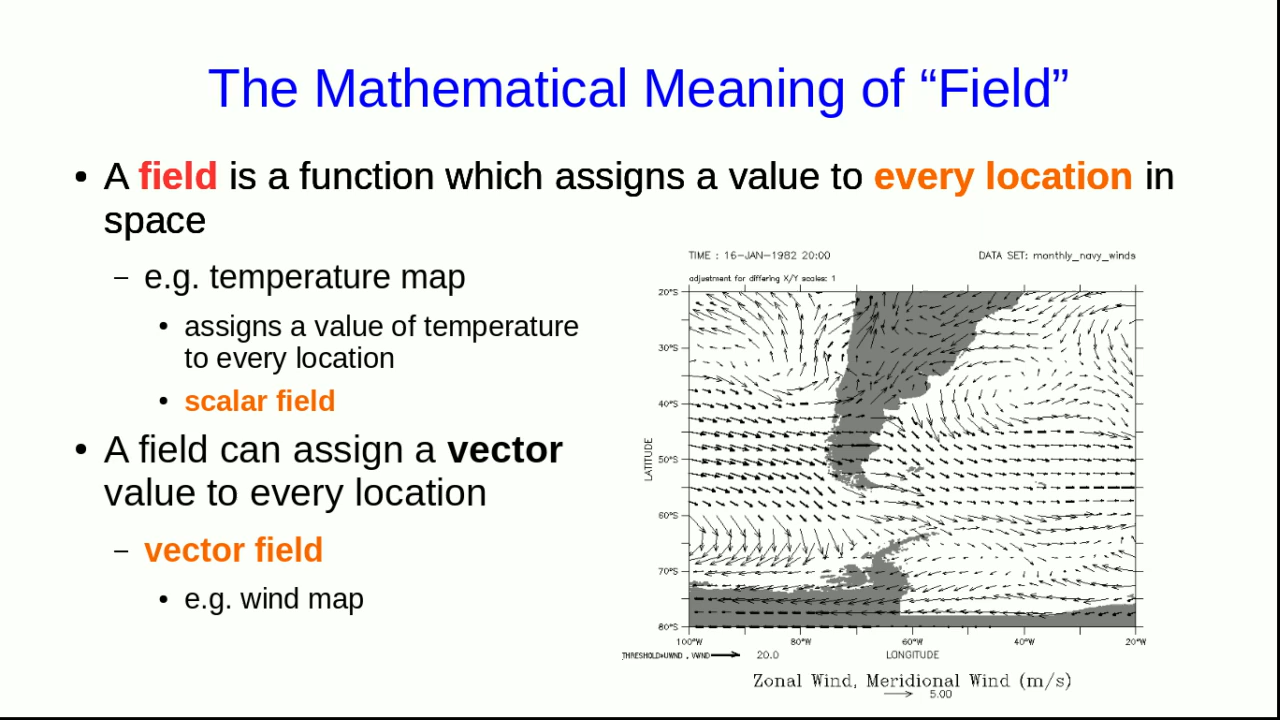 The Mathematical Meaning of “Field”
• A field is a function which assigns a value to every location in
space
– e.g. temperature map
• assigns a value of temperature
to every location
• scalar field
• A field can assign a vector
value to every location
– vector field
• e.g. wind map
TIME : 16-JAN-1982 20:00
DATA SET: monthly_navy_winds
adjustment for differing X/Y scales: 1
20°S
30°S
40°S
50°S
60°S
70°S
80°S
LATITUDE
100°W 80°W 60°W 40°W 20°W
LONGITUDE
20.0
Zonal Wind, Meridional Wind (m/s)
5.00